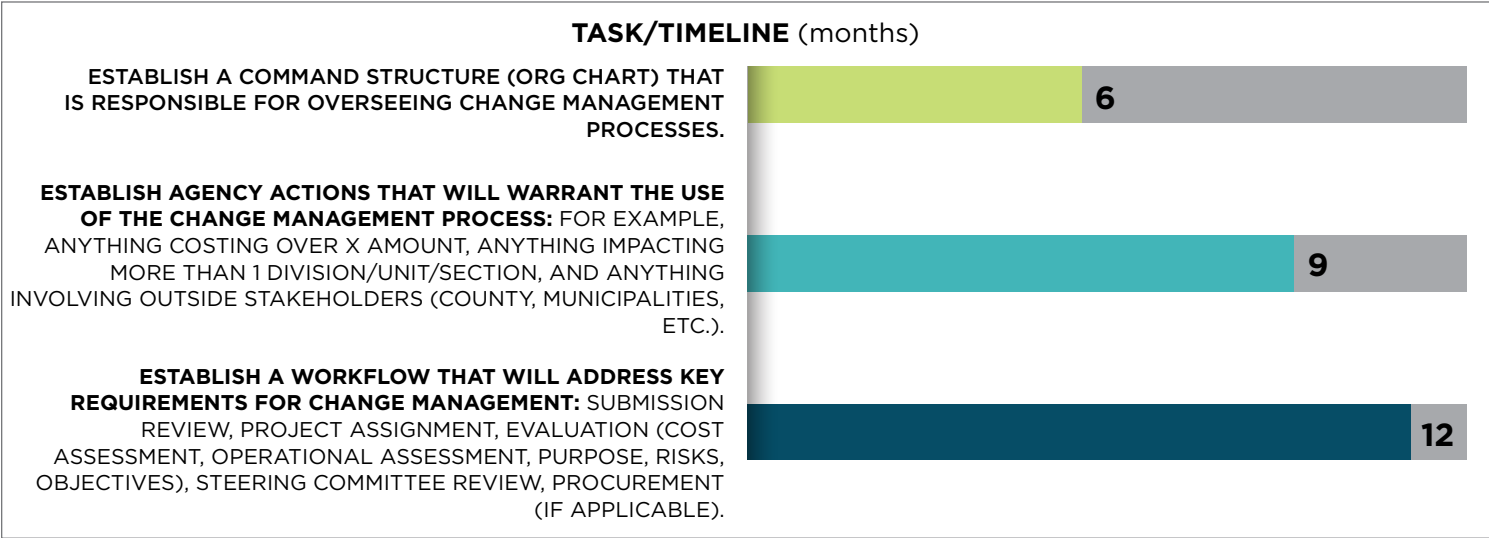 TASK/TIMELINE (months)
ESTABLISH A COMMAND STRUCTURE (ORG CHART) THAT
IS RESPONSIBLE FOR OVERSEEING CHANGE MANAGEMENT
PROCESSES.
6
ESTABLISH AGENCY ACTIONS THAT WILL WARRANT THE USE
OF THE CHANGE MANAGEMENT PROCESS: FOR EXAMPLE,
ANYTHING COSTING OVER X AMOUNT, ANYTHING IMPACTING
MORE THAN 1 DIVISION/UNIT/SECTION, AND ANYTHING
INVOLVING OUTSIDE STAKEHOLDERS (COUNTY, MUNICIPALITIES,
ETC.).
9
ESTABLISH A WORKFLOW THAT WILL ADDRESS KEY
REQUIREMENTS FOR CHANGE MANAGEMENT: SUBMISSION
REVIEW, PROJECT ASSIGNMENT, EVALUATION (COST
ASSESSMENT, OPERATIONAL ASSESSMENT, PURPOSE, RISKS,
OBJECTIVES), STEERING COMMITTEE REVIEW, PROCUREMENT
(IF APPLICABLE).
12